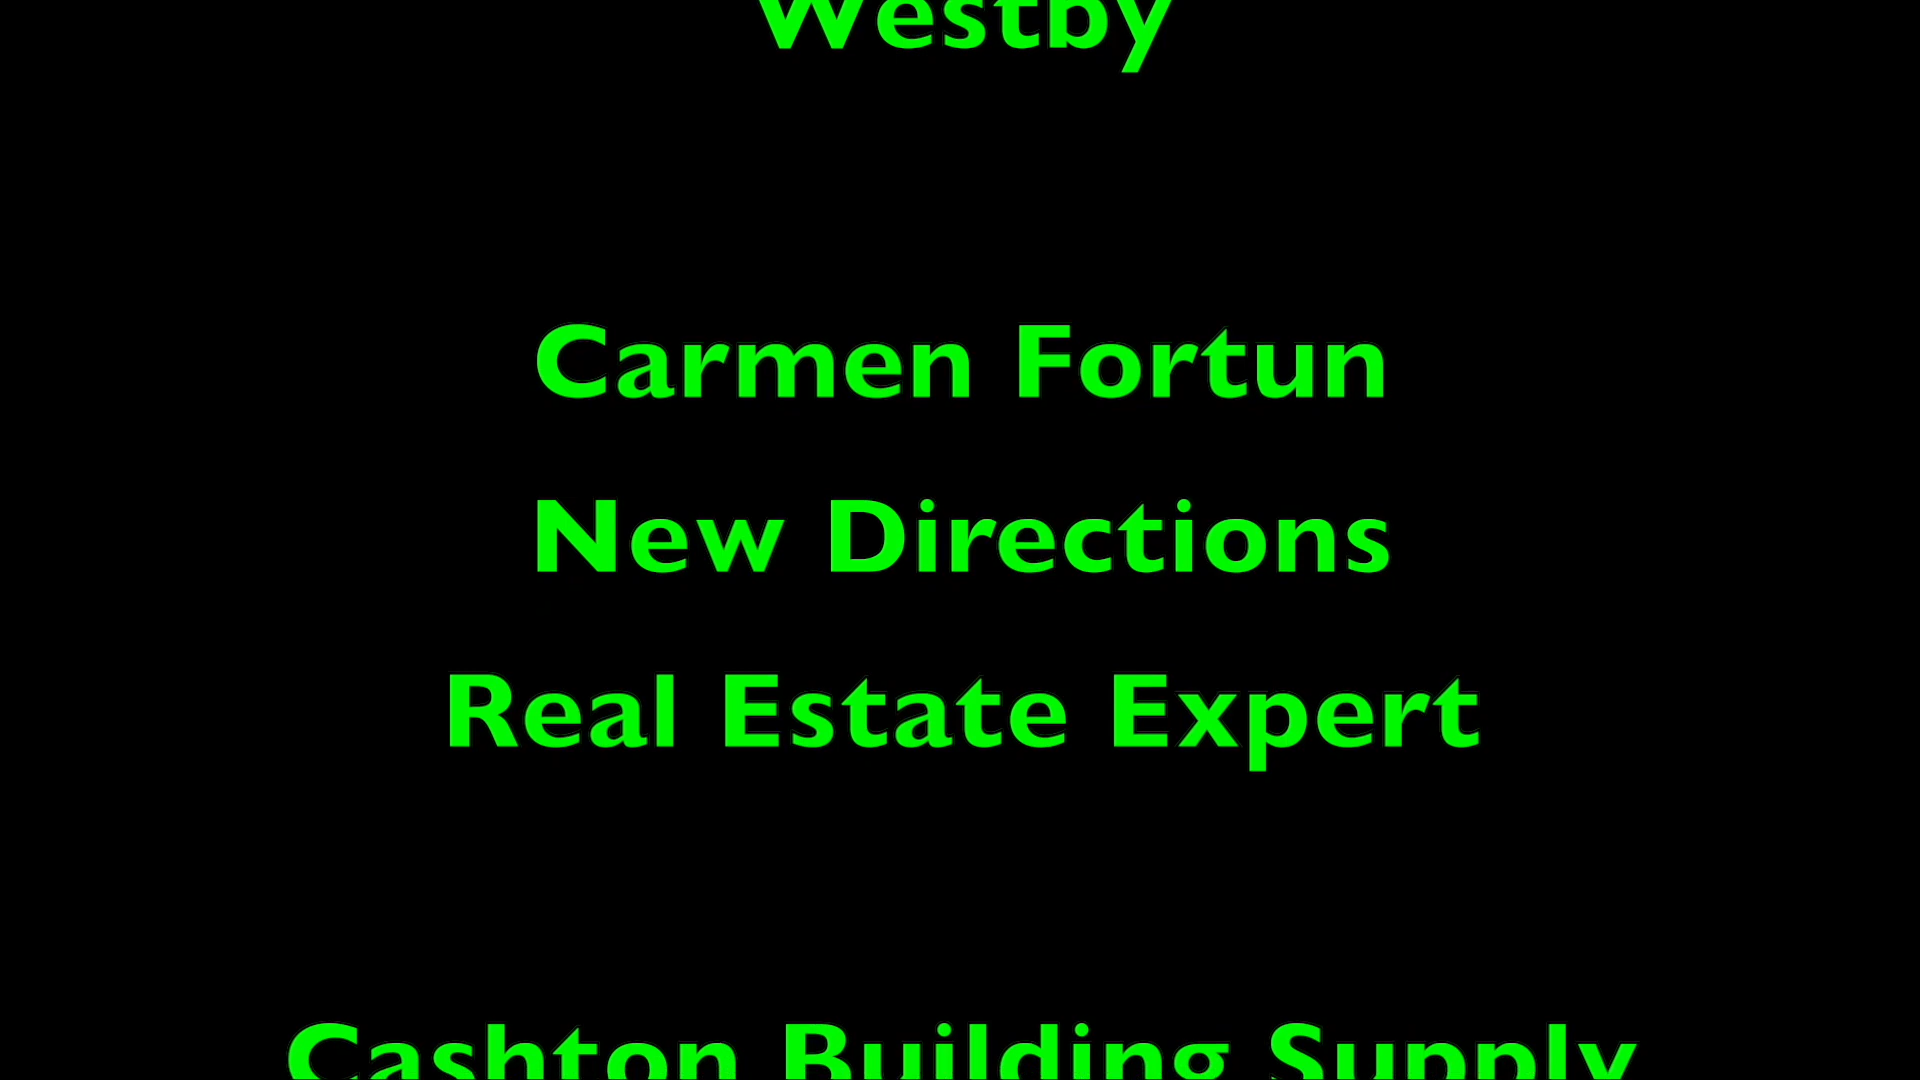 Westby
Carmen Fortun
New Directions
Real Estate Expert
Cashton Building Supply